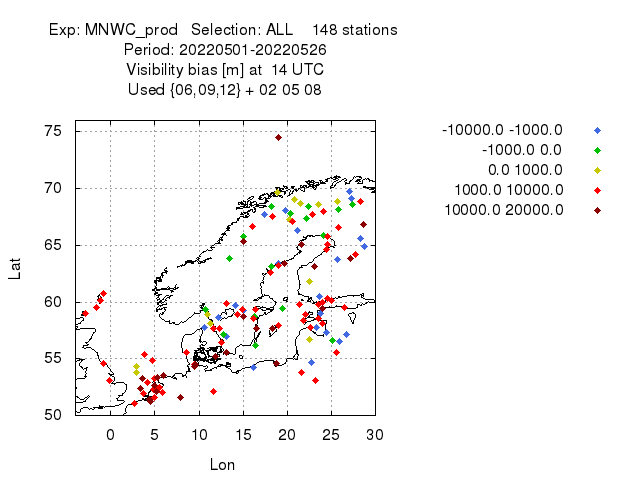 Exp: MNWC_prod   Selection: ALL    148 stations
Period: 20220501-20220526
Visibility bias [m] at  14 UTC
Used {06,09,12} + 02 05 08
-10000.0 -1000.0
-1000.0 0.0
0.0 1000.0
1000.0 10000.0
10000.0 20000.0
75
70
65
60
55
50
Lat
0 5 10 15 20 25 30
Lon